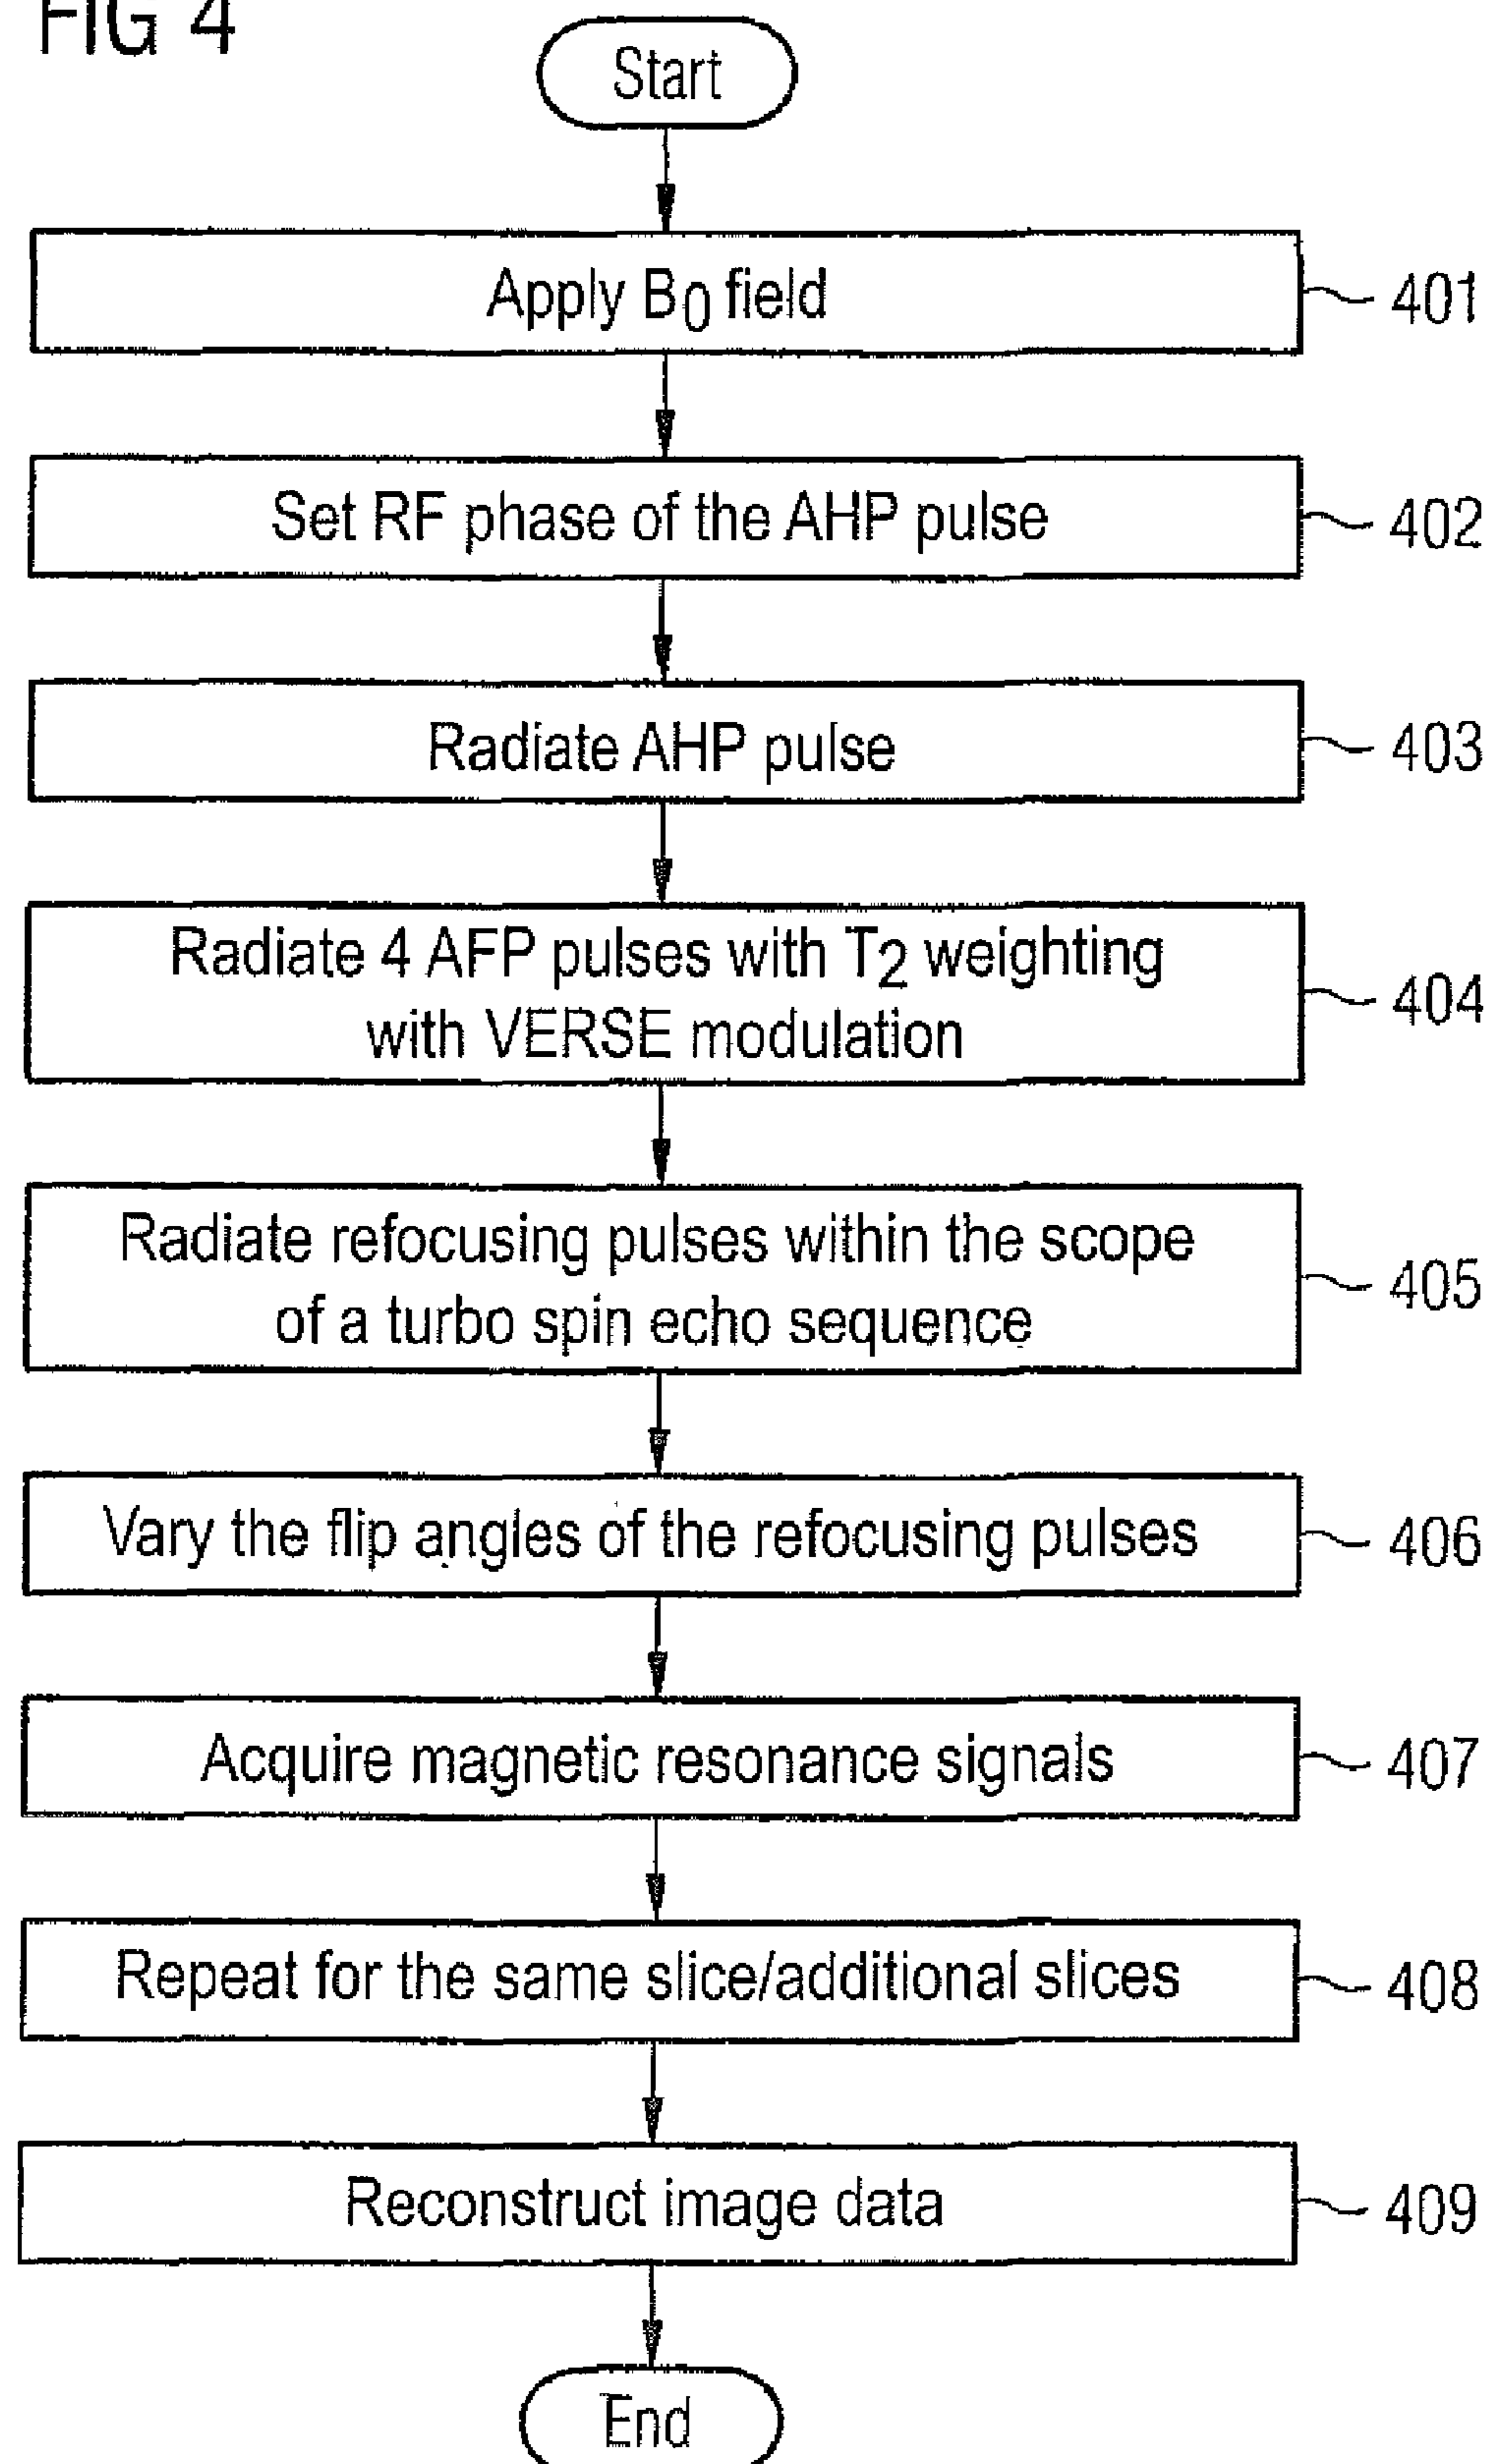 FIG 4
Start
Apply B0 field
401
Set RF phase of the AHP pulse
402
Radiate AHP pulse
403
Radiate 4 AFP pulses with T2 weighting
with VERSE modulation
404
Radiate refocusing pulses within the scope
of a turbo spin echo sequence
405
Vary the flip angles of the refocusing pulses
406
Acquire magnetic resonance signals
407
Repeat for the same slice/additional slices
408
Reconstruct image data
409
End